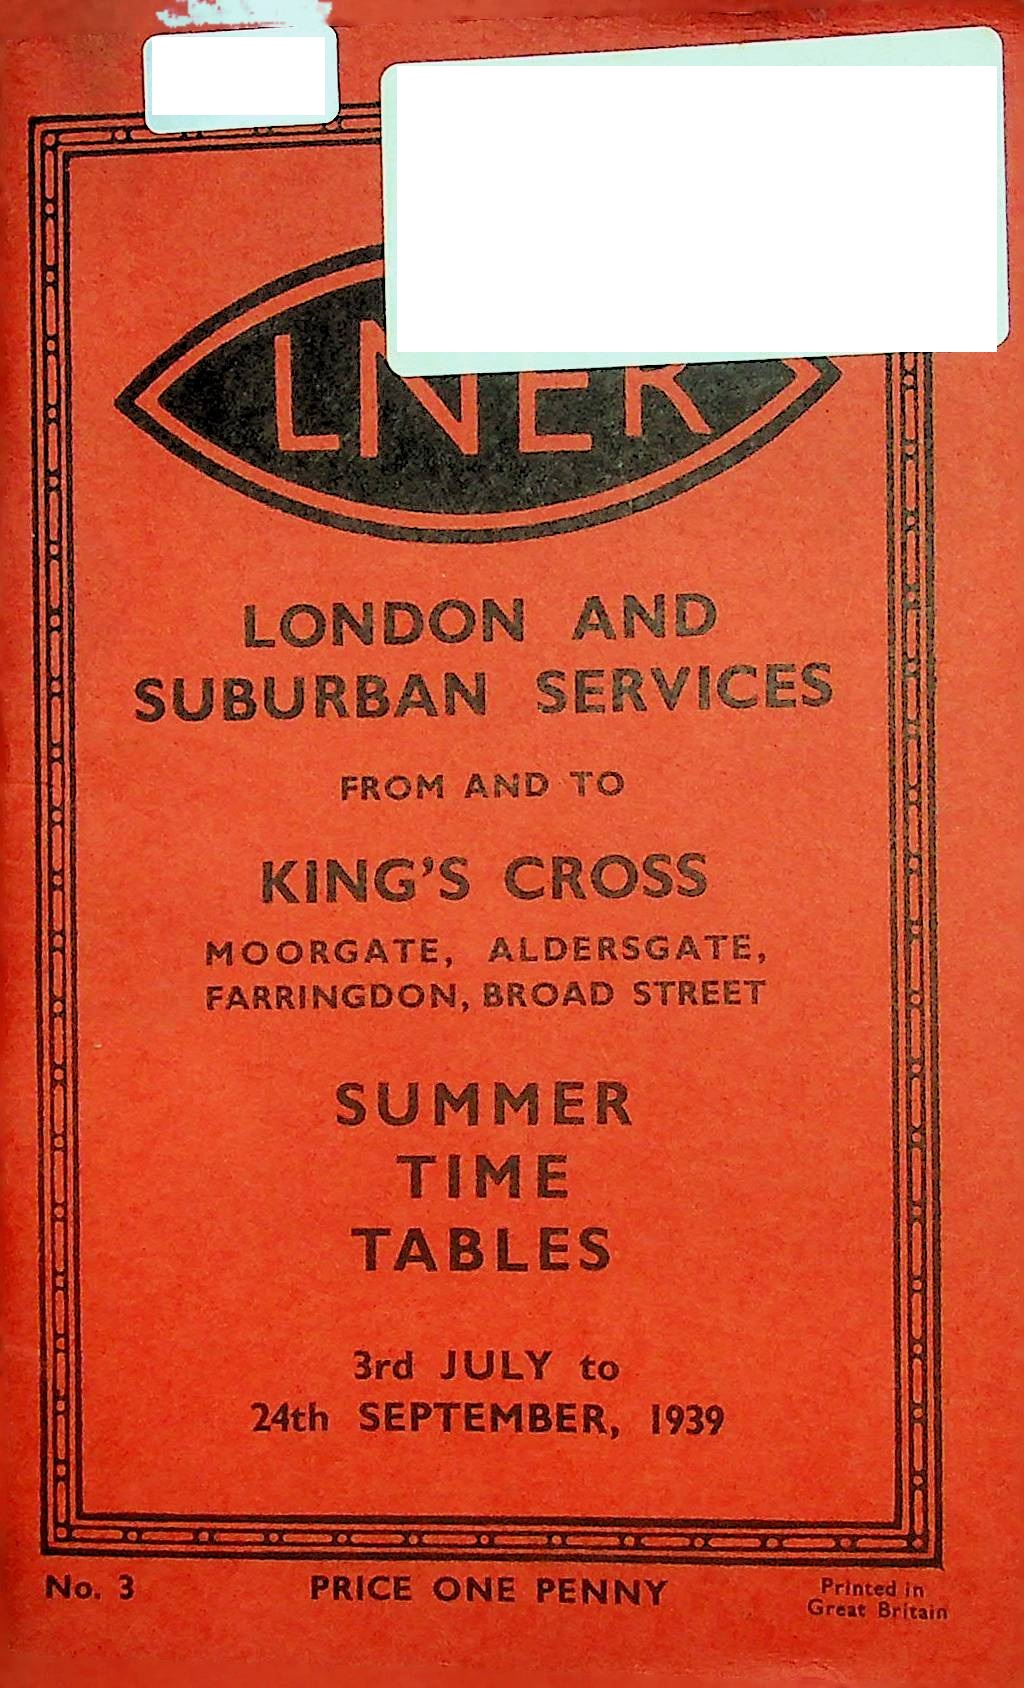 LNER
LONDON AND
SUBURBAN SERVICES
FROM AND TO
KING'S CROSS
MOORGATE, ALDERSGATE,
FARRINGDON, BROAD STREET
SUMMER
TIME
TABLES
3rd JULY to
24th SEPTEMBER, 1939
No. 3 PRICE ONE PENNY Printed in
Great Britain